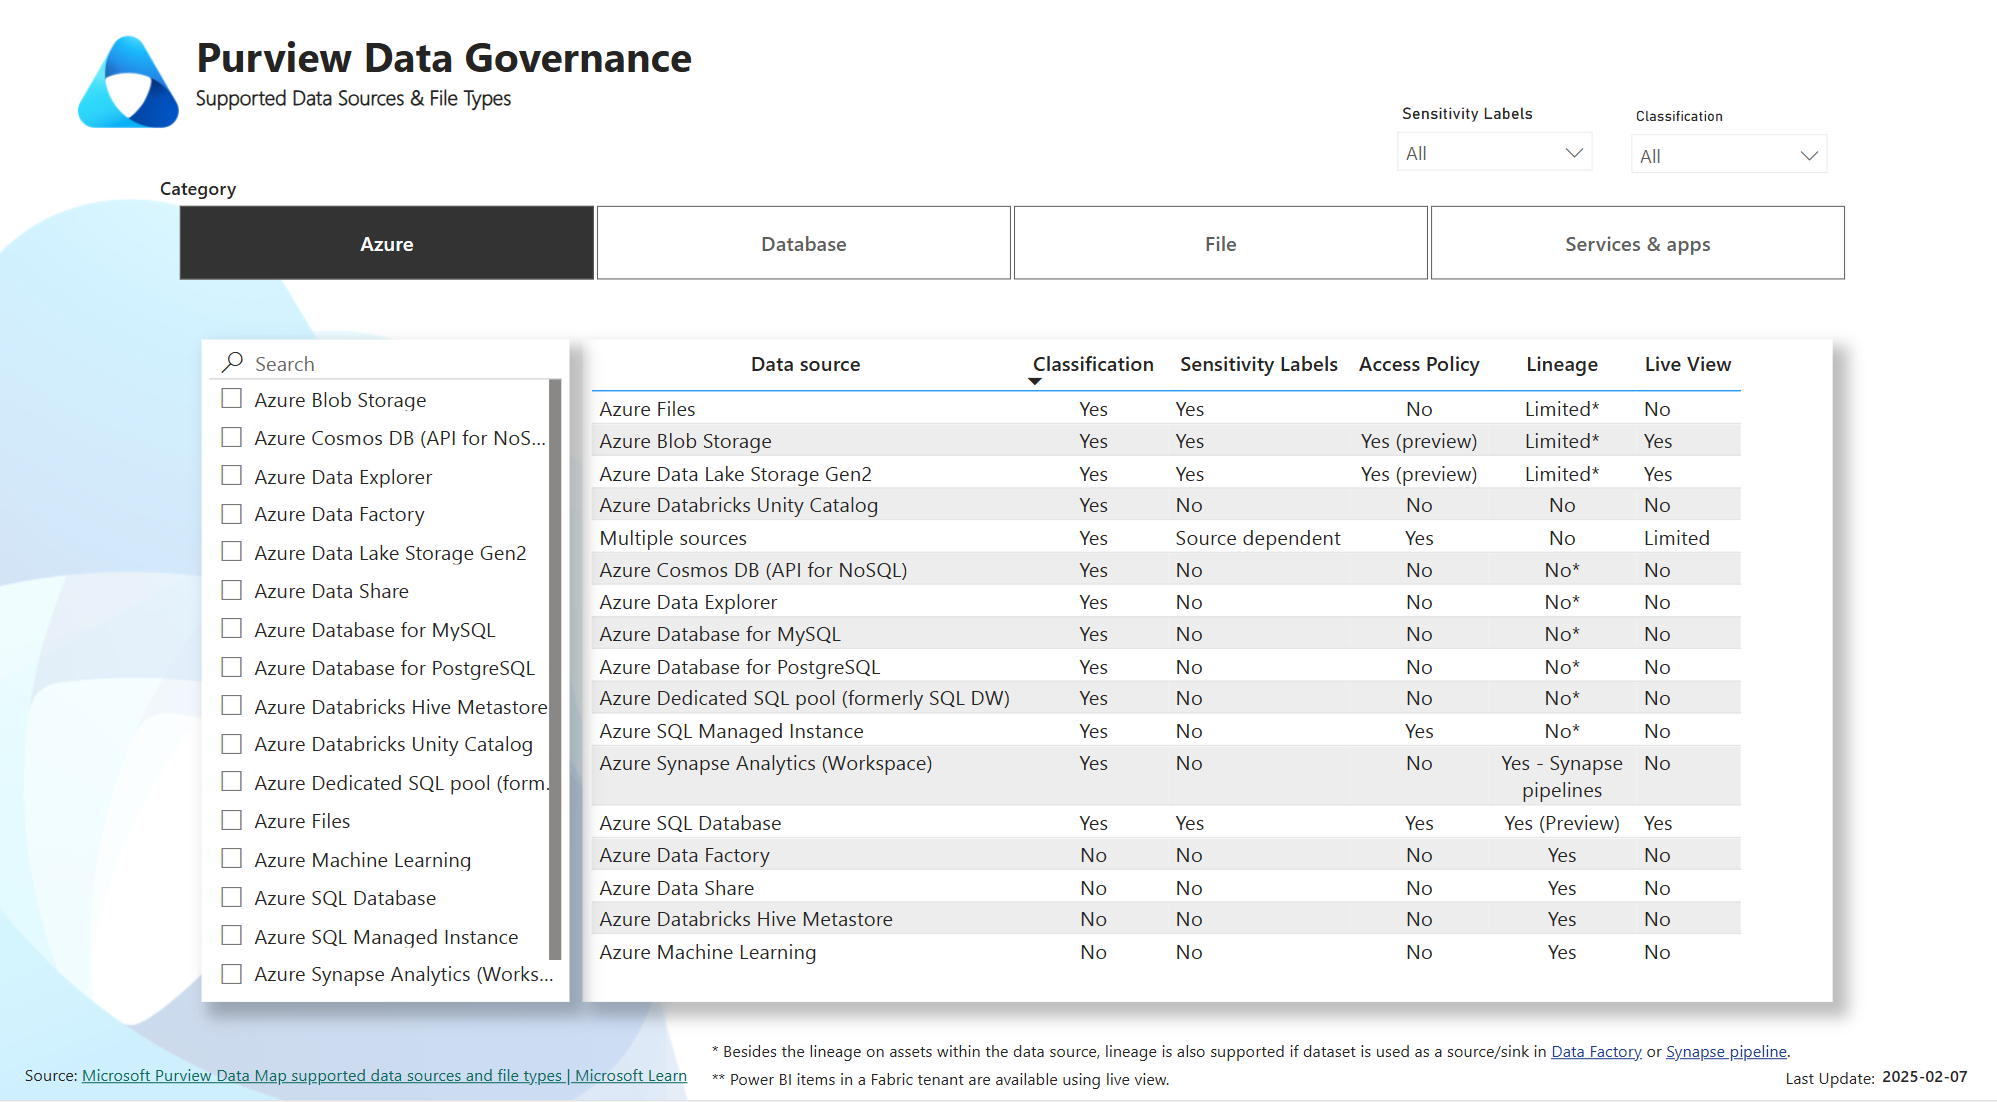 Purview Data Governance
Supported Data Sources & File Types
Sensitivity Labels
All
Classification
All
Category
Azure
Database
File
Services & apps
Search
Azure Blob Storage
Azure Cosmos DB (API for NoS...
Azure Data Explorer
Azure Data Factory
Azure Data Lake Storage Gen2
Azure Data Share
Azure Database for MySQL
Azure Database for PostgreSQL
Azure Databricks Hive Metastore
Azure Databricks Unity Catalog
Azure Dedicated SQL pool (form.
Azure Files
Azure Machine Learning
Azure SQL Database
Azure SQL Managed Instance
Azure Synapse Analytics (Works...
Data source Classification Sensitivity Labels Access Policy Lineage Live View
Azure Files Yes Yes No Limited* No
Azure Blob Storage Yes Yes Yes (preview) Limited* Yes
Azure Data Lake Storage Gen2 Yes Yes Yes (preview) Limited* Yes
Azure Databricks Unity Catalog Yes No No No No
Multiple sources Yes Source dependent Yes No Limited
Azure Cosmos DB (API for NoSQL) Yes No No No* No
Azure Data Explorer Yes No No No* No
Azure Database for MySQL Yes No No No* No
Azure Database for PostgreSQL Yes No No No* No
Azure Dedicated SQL pool (formerly SQL DW) Yes No No No* No
Azure SQL Managed Instance Yes No Yes No* No
Azure Synapse Analytics (Workspace) Yes No No Yes - Synapse No
pipelines
Azure SQL Database Yes Yes Yes Yes (Preview) Yes
Azure Data Factory No No No Yes No
Azure Data Share No No No Yes No
Azure Databricks Hive Metastore No No No Yes No
Azure Machine Learning No No No Yes No
* Besides the lineage on assets within the data source, lineage is also supported if dataset is used as a source/sink in Data Factory or Synapse pipeline.
** Power BI items in a Fabric tenant are available using live view.
Source: Microsoft Purview Data Map supported data sources and file types | Microsoft Learn
Last Update: 2025-02-07